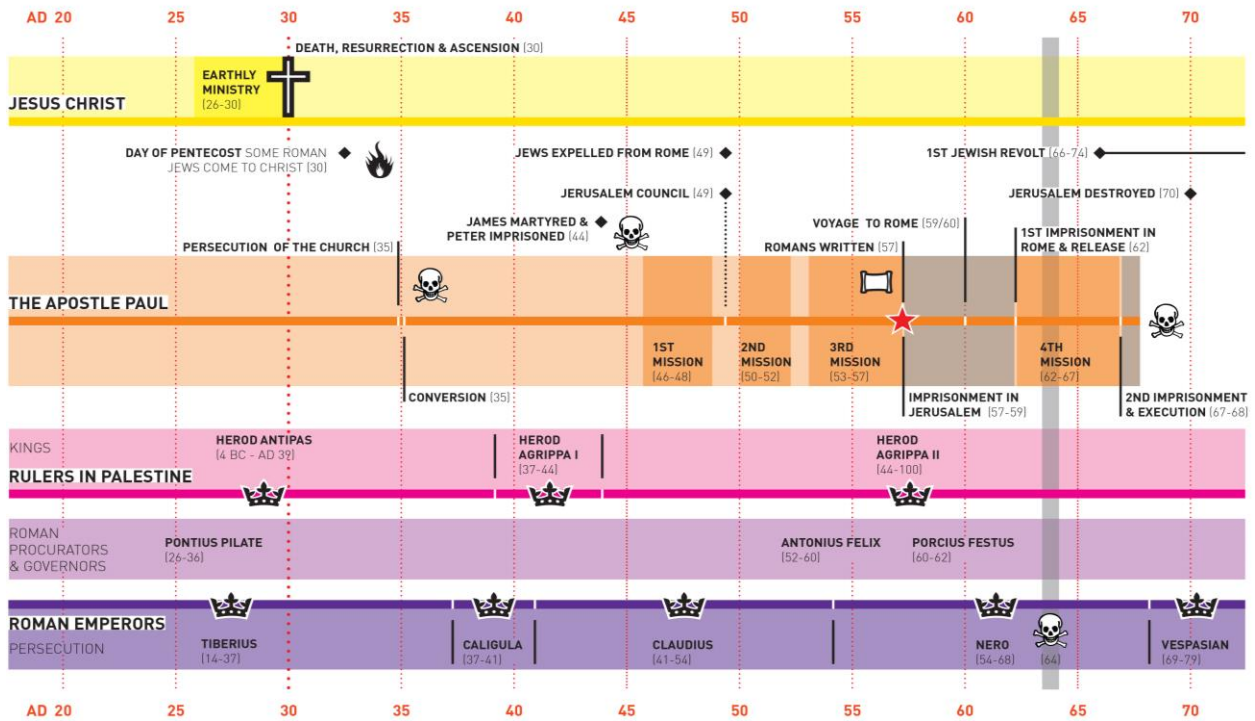 AD 20 25 30 35 40 45 50 55 60 65 70
DEATH, RESURRECTION & ASCENSION (30)
EARTHLY
MINISTRY
(26-30)
JESUS CHRIST
DAY OF PENTECOST SOME ROMAN
JEWS COME TO CHRIST (30)
JEWS EXPELLED FROM ROME (49)
1ST JEWISH REVOLT (66-74)
JERUSALEM COUNCIL (49)
JERUSALEM DESTROYED (70)
JAMES MARTYRED &
PETER IMPRISONED (44)
VOYAGE TO ROME (59/60)
PERSECUTION OF THE CHURCH (35)
ROMANS WRITTEN (57)
1ST IMPRISONMENT IN
ROME & RELEASE (62)
THE APOSTLE PAUL
1ST
MISSION
(46-48)
2ND
MISSION
(50-52)
3RD
MISSION
(53-57)
4TH
MISSION
(62-67)
CONVERSION (35)
IMPRISONMENT IN
JERUSALEM (57-59)
2ND IMPRISONMENT
& EXECUTION (67-68)
KINGS
HEROD ANTIPAS
(4 BC - AD 39)
HEROD
AGRIPPA I
(37-44)
HEROD
AGRIPPA II
(44-100)
RULERS IN PALESTINE
ROMAN
PROCURATORS
& GOVERNORS
PONTIUS PILATE
(26-36)
ANTONIUS FELIX
(52-60)
PORCIUS FESTUS
(60-62)
ROMAN EMPERORS
PERSECUTION
TIBERIUS
(14-37)
CALIGULA
(37-41)
CLAUDIUS
(41-54)
NERO
(54-68)
(64)
VESPASIAN
(69-79)
AD 20 25 30 35 40 45 50 55 60 65 70